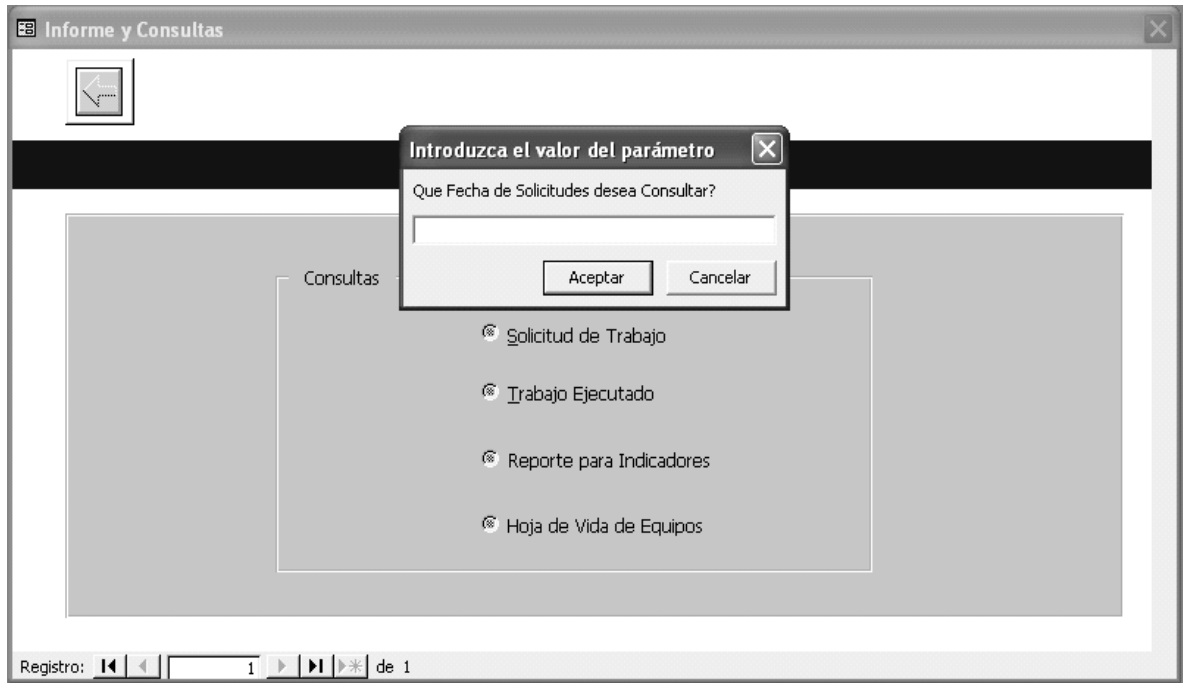 Informe y Consultas
Introduzca el valor del parámetro
Que Fecha de Solicitudes desea Consultar?
Aceptar Cancelar
Consultas
Solicitud de Trabajo
Trabajo Ejecutado
Reporte para Indicadores
Hoja de Vida de Equipos
Registro: 1 de 1